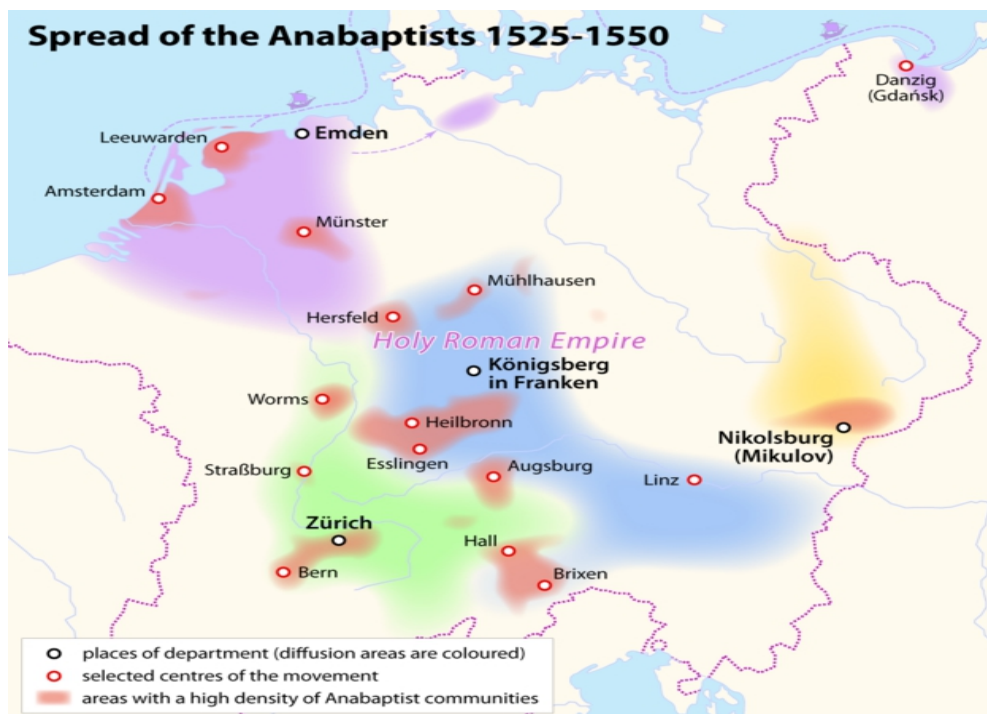 Spread of the Anabaptists 1525-1550
Danzig
(Gdańsk)
Leeuwarden
Emden
Amsterdam
Münster
Mühlhausen
Hersfeld
Holy Roman Empire
Königsberg
in Franken
Worms
Heilbronn
Nikolsburg
(Mikulov)
Esslingen
Straßburg
Augsburg
Linz
Zürich
Hall
Bern
Brixen
places of department (diffusion areas are coloured)
selected centres of the movement
areas with a high density of Anabaptist communities